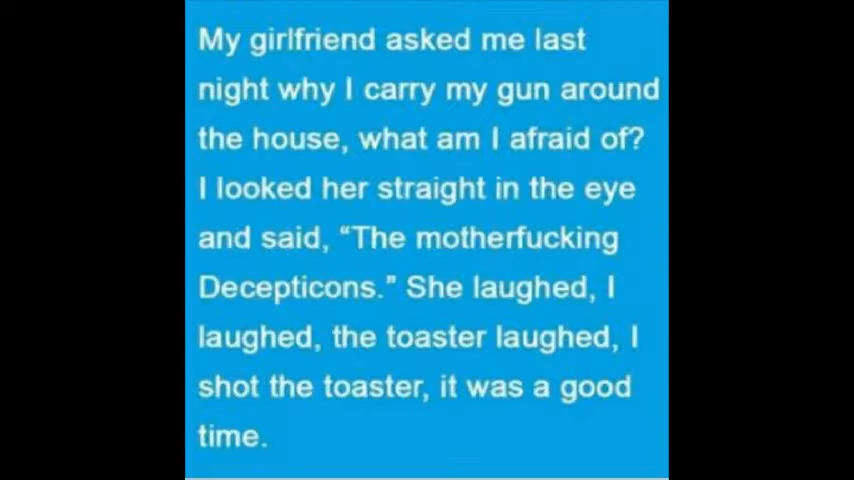 My girlfriend asked me last
night why I carry my gun around
the house, what am I afraid of?
I looked her straight in the eye
and said, “The motherfucking
Decepticons.” She laughed, I
laughed, the toaster laughed, I
shot the toaster, it was a good
time.